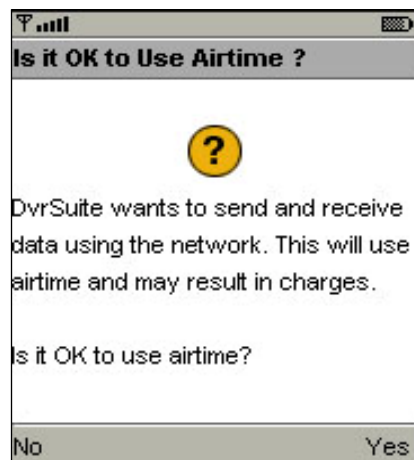 Is it OK to Use Airtime ?
?
DvrSuite wants to send and receive
data using the network. This will use
airtime and may result in charges.
Is it OK to use airtime?
No Yes